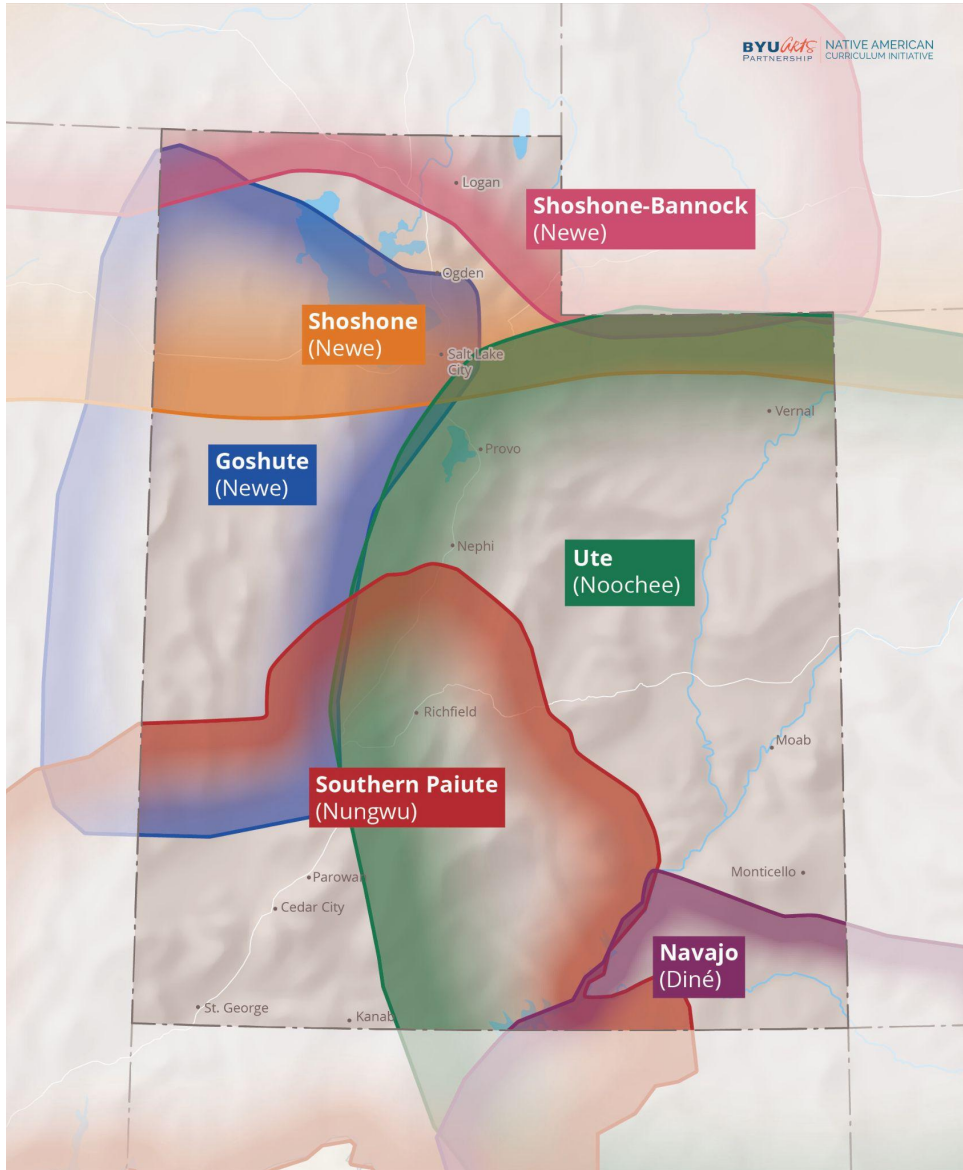 BYU Arts
PARTNERSHIP
NATIVE AMERICAN
CURRICULUM INITIATIVE
Logan
Shoshone-Bannock
(Newe)
Ogden
Shoshone
(Newe)
Salt Lake
City
Vernal
Goshute
(Newe)
Provo
Nephi
Ute
(Noochee)
Richfield
Moab
Southern Paiute
(Nungwu)
Parowan
Monticello
Cedar City
Navajo
(Diné)
St. George
Kanab